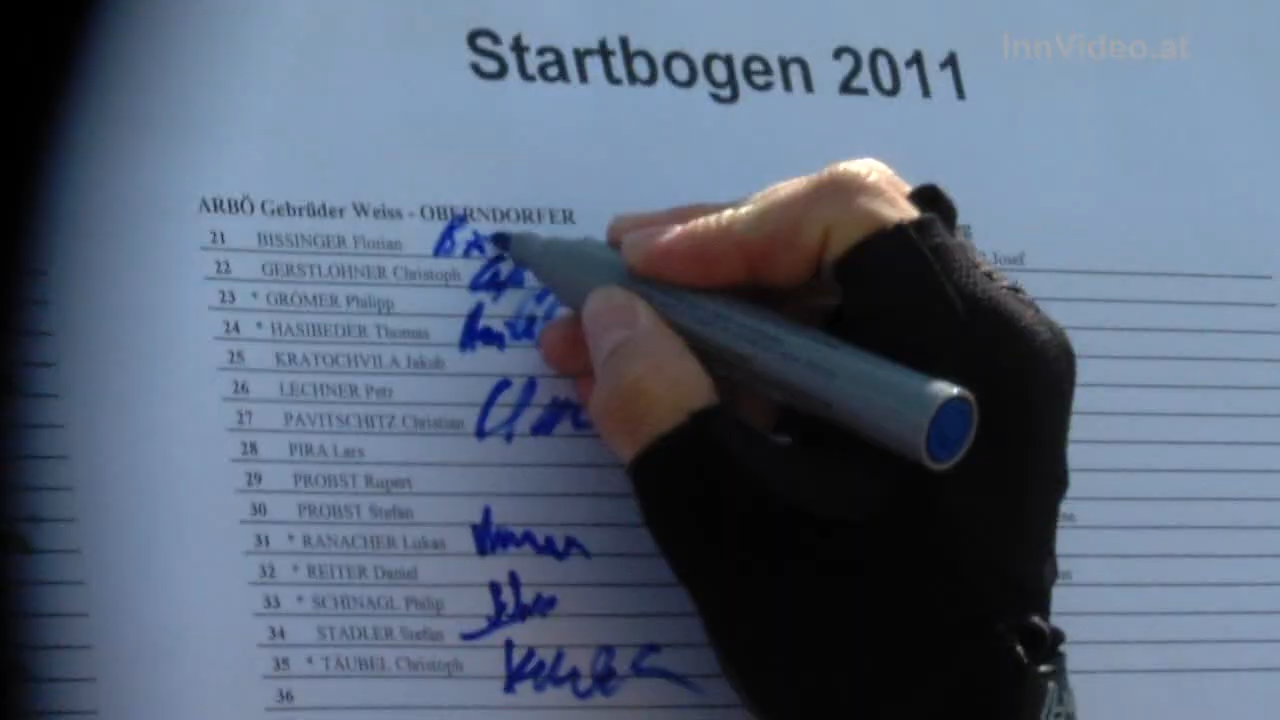 InnVideo.at
Startbogen 2011
ARBÖ Gebrüder Weiss - OBERNDORFER
21 BISSINGER Florian
22 GERSTLOHNER Christoph
23 * GRÖMER Philipp
24 * HASIBEDER Thomas
25 KRATOCHVILA Jakob
26 LECHNER Petr
27 PAVITSCHITZ Christian
28 PIRA Lars
29 PROBST Rupert
30 PROBST Stefan
31 * RANACHER Lukas
32 * REITER Daniel
33 * SCHINAGL Philip
34 STADLER Stefan
35 * TÄUBEL Christoph
36
Josef